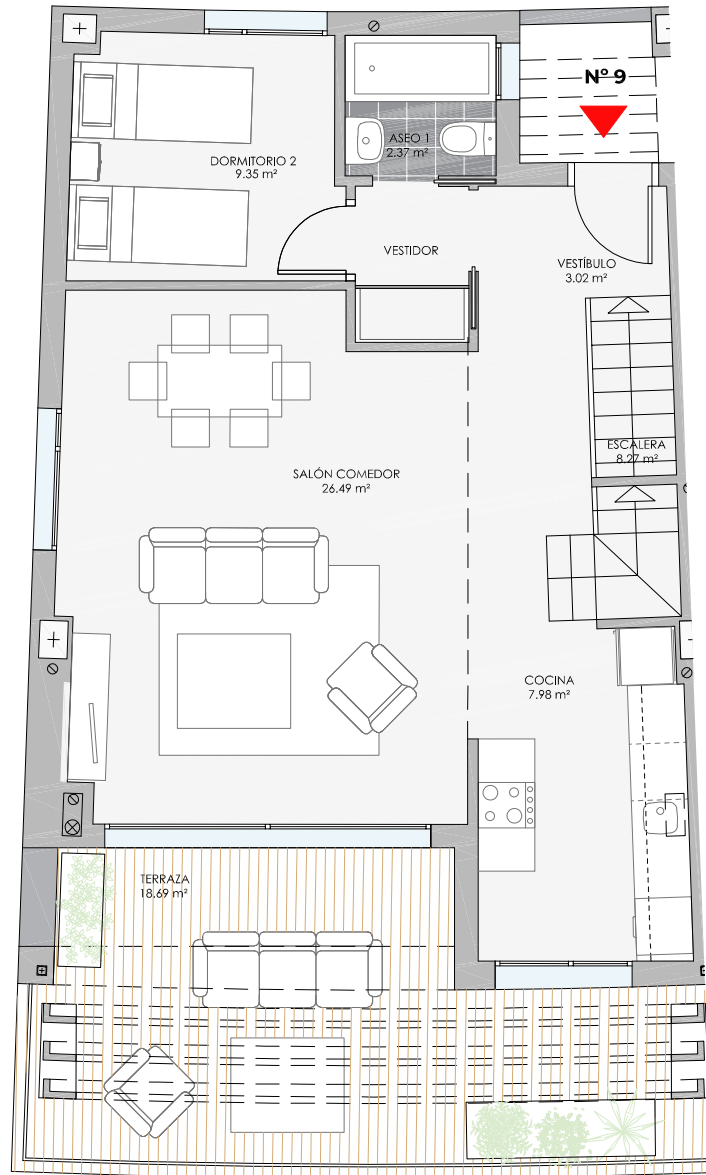 Nº 9
ASEO 1
2.37 m²
DORMITORIO 2
9.35 m²
VESTIDOR
VESTÍBULO
3.02 m²
ESCALERA
8.27 m²
SALÓN COMEDOR
26.49 m²
COCINA
7.98 m²
TERRAZA
18.69 m²